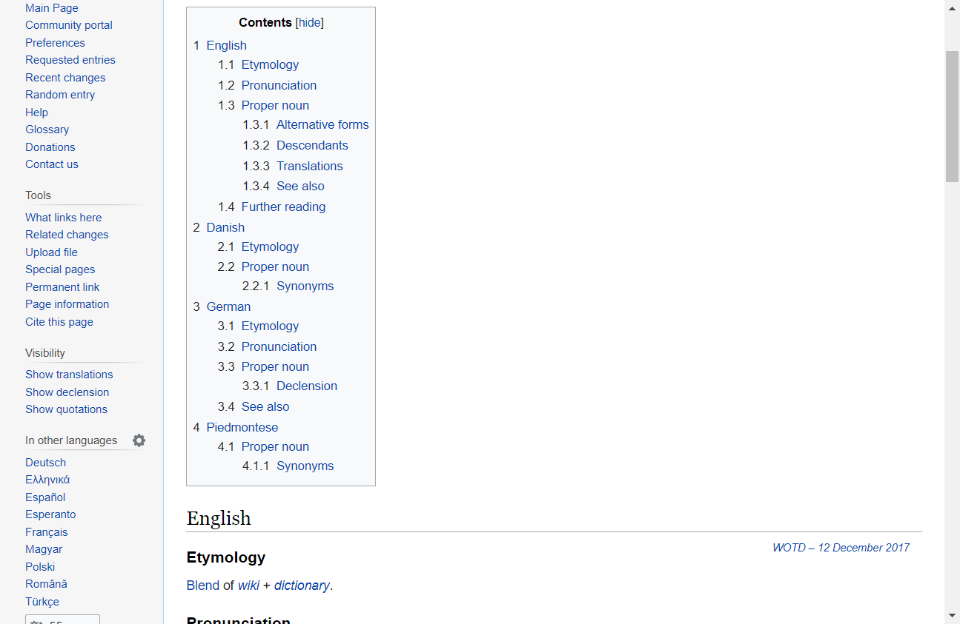 Main Page
Community portal
Preferences
Requested entries
Recent changes
Random entry
Help
Glossary
Donations
Contact us
Tools
What links here
Related changes
Upload file
Special pages
Permanent link
Page information
Cite this page
Visibility
Show translations
Show declension
Show quotations
In other languages
Deutsch
Ελληνικά
Español
Esperanto
Français
Magyar
Polski
Română
Türkçe
Contents [hide]
1 English
1.1 Etymology
1.2 Pronunciation
1.3 Proper noun
1.3.1 Alternative forms
1.3.2 Descendants
1.3.3 Translations
1.3.4 See also
1.4 Further reading
2 Danish
2.1 Etymology
2.2 Proper noun
2.2.1 Synonyms
3 German
3.1 Etymology
3.2 Pronunciation
3.3 Proper noun
3.3.1 Declension
3.4 See also
4 Piedmontese
4.1 Proper noun
4.1.1 Synonyms
English
WOTD – 12 December 2017
Etymology
Blend of wiki + dictionary.
Pronunciation